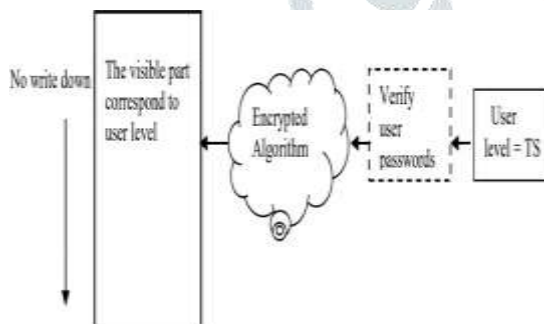 No write down
The visible part
correspond to
user level
Encrypted
Algorithm
Verify
user
passwords
User
level = TS